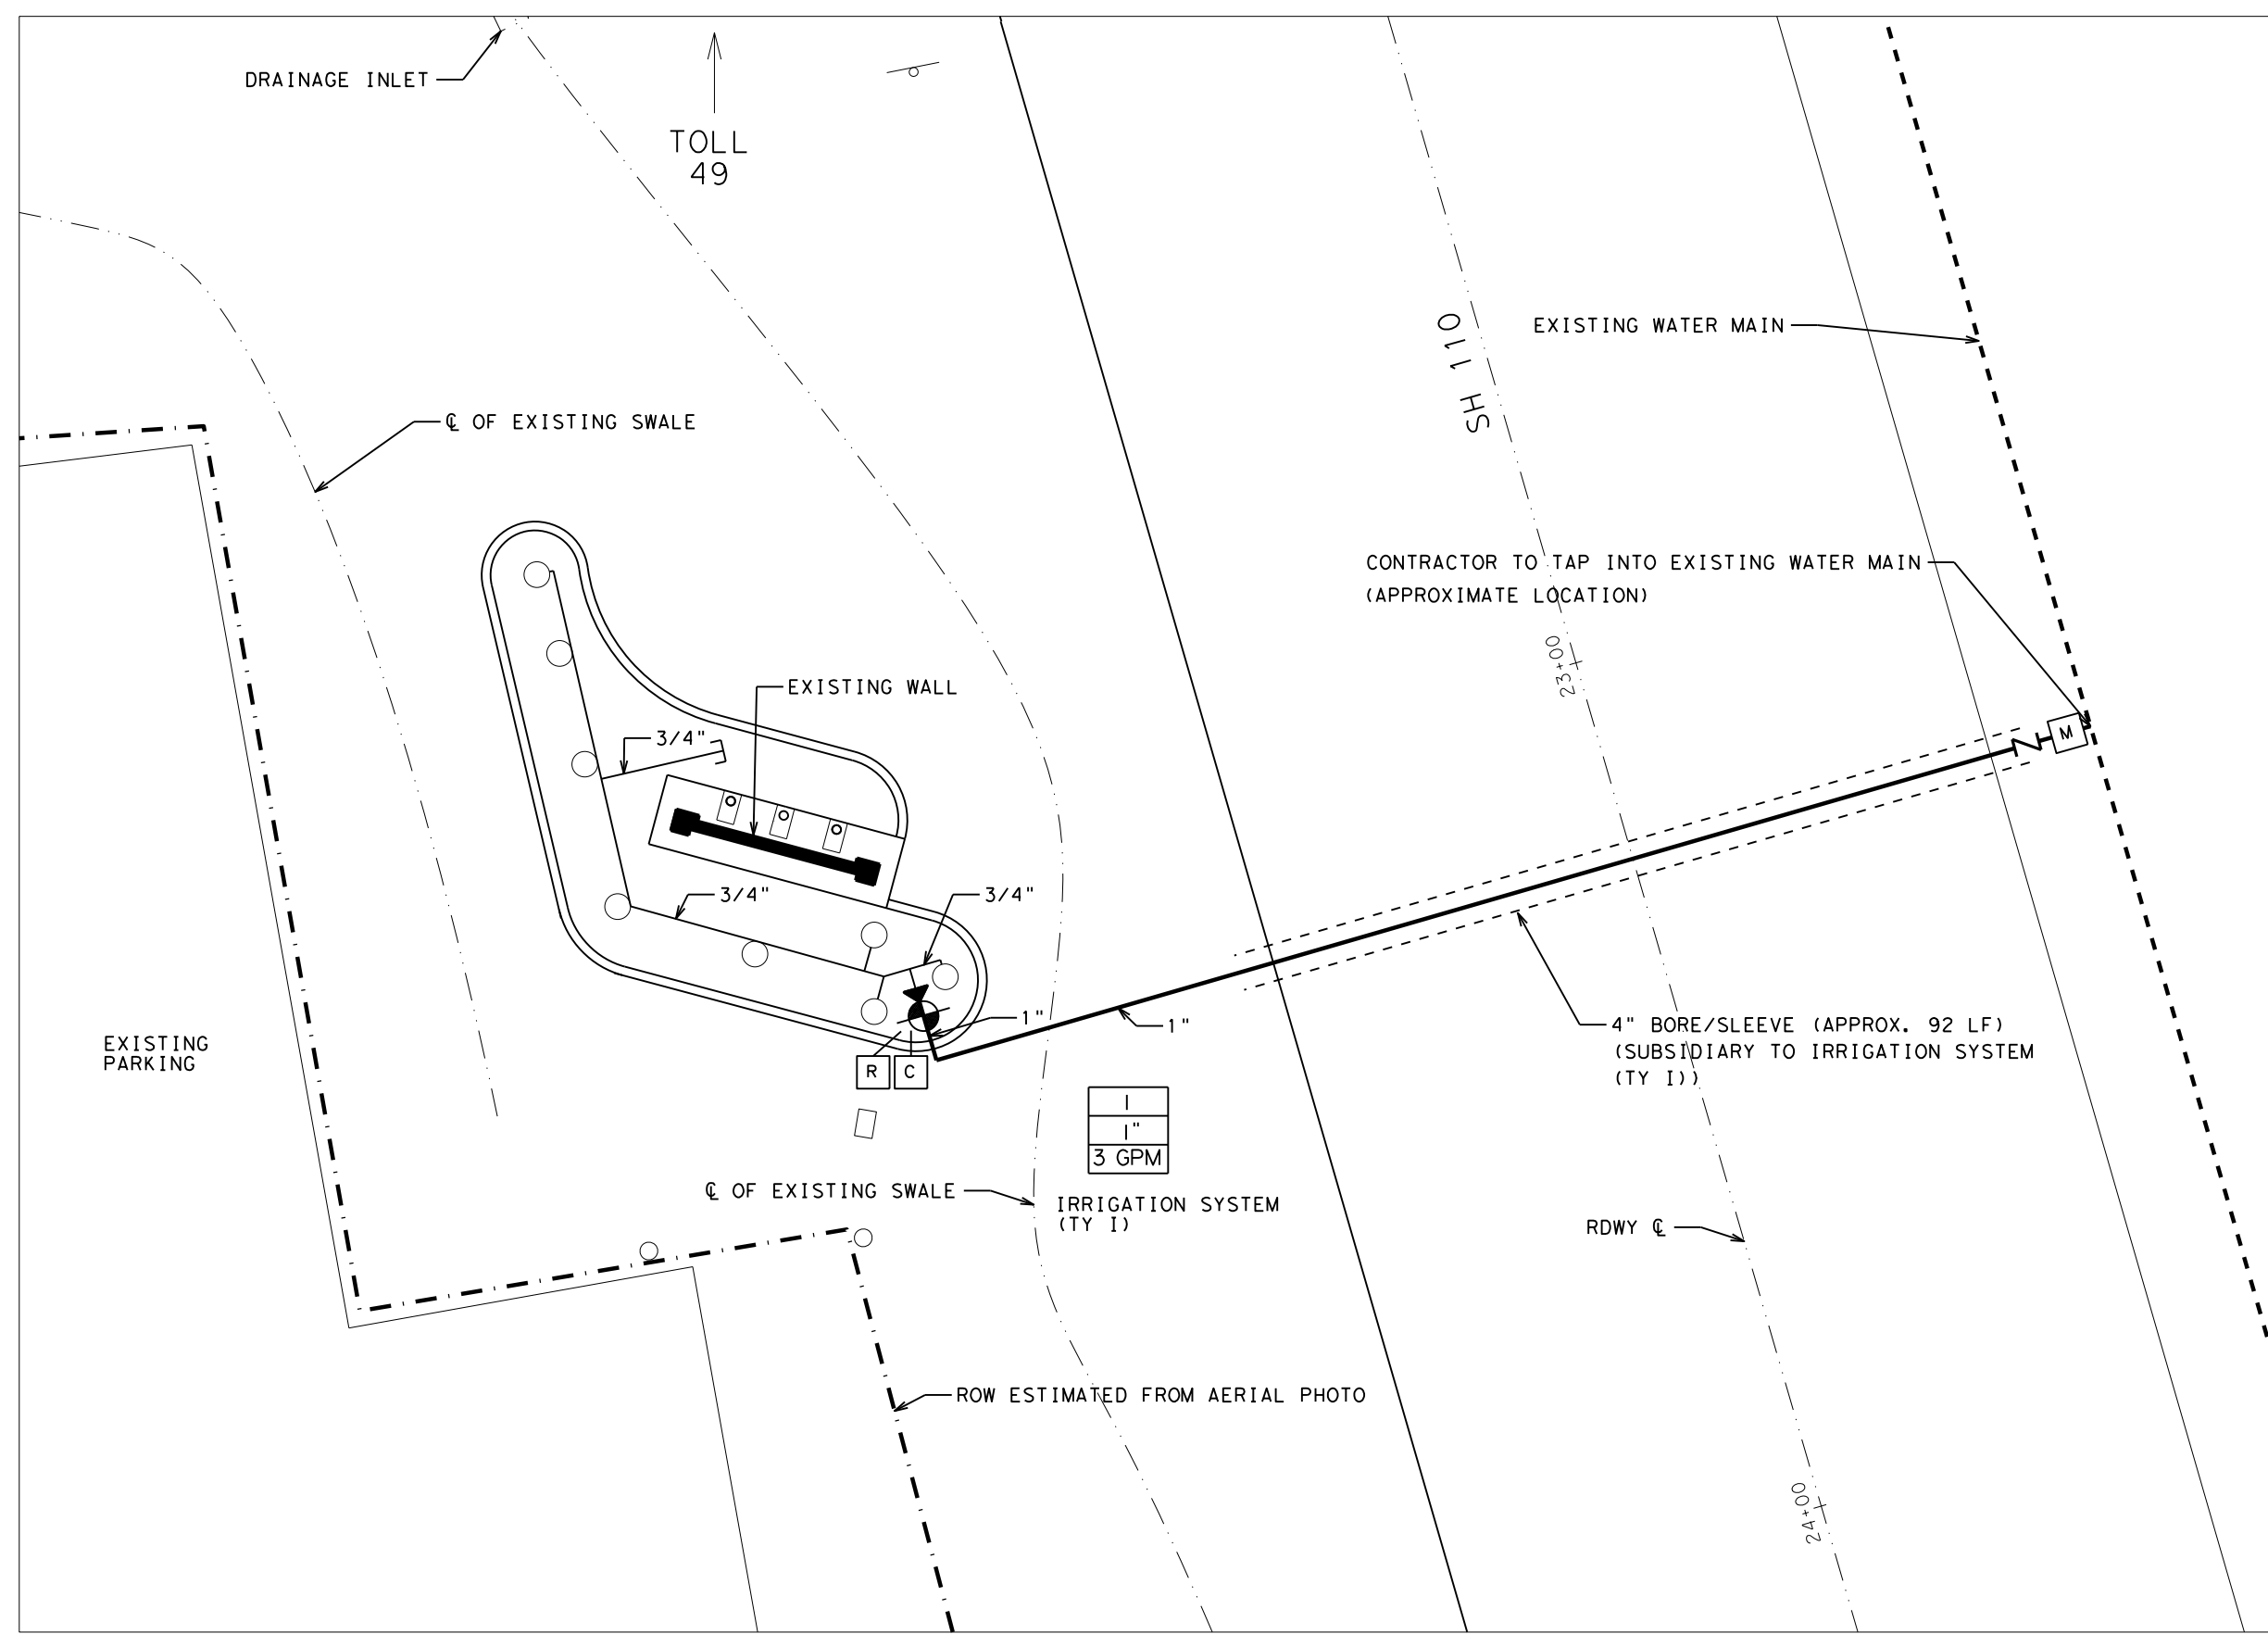 DRAINAGE INLET
TOLL
49
SH 110
EXISTING WATER MAIN
℄ OF EXISTING SWALE
CONTRACTOR TO TAP INTO EXISTING WATER MAIN
(APPROXIMATE LOCATION)
23+00
EXISTING WALL
M
3/4"
3/4"
3/4"
1"
1"
4" BORE/SLEEVE (APPROX. 92 LF)
(SUBSIDIARY TO IRRIGATION SYSTEM
(TY I))
EXISTING
PARKING
R
C
1
1"
3 GPM
℄ OF EXISTING SWALE
IRRIGATION SYSTEM
(TY I)
RDWY ℄
ROW ESTIMATED FROM AERIAL PHOTO
24+00